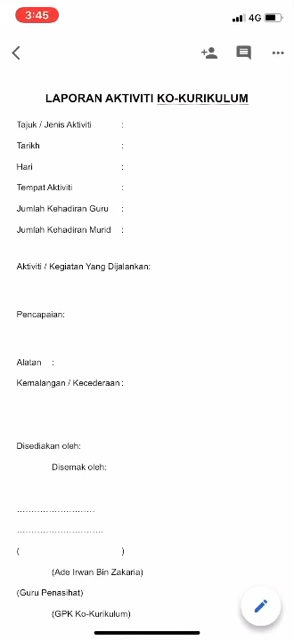 3:45
4G
LAPORAN AKTIVITI KO-KURIKULUM
Tajuk / Jenis Aktiviti :
Tarikh :
Hari :
Tempat Aktiviti :
Jumlah Kehadiran Guru :
Jumlah Kehadiran Murid :
Aktiviti / Kegiatan Yang Dijalankan:
Pencapaian:
Alatan :
Kemalangan / Kecederaan :
Disediakan oleh:
Disemak oleh:
...........................
..............................
( )
(Ade Irwan Bin Zakaria)
(Guru Penasihat)
(GPK Ko-Kurikulum)